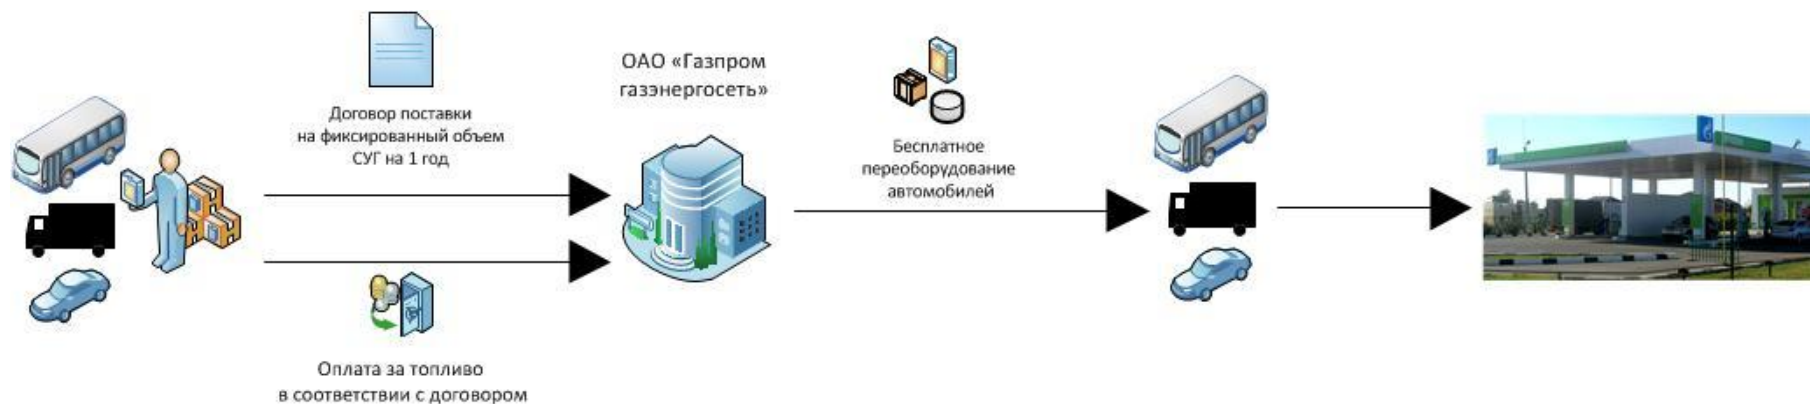 Договор поставки
на фиксированный объем
СУГ на 1 год
Оплата за топливо
в соответствии с договором
ОАО «Газпром
газэнергосеть»
Бесплатное
переоборудование
автомобилей